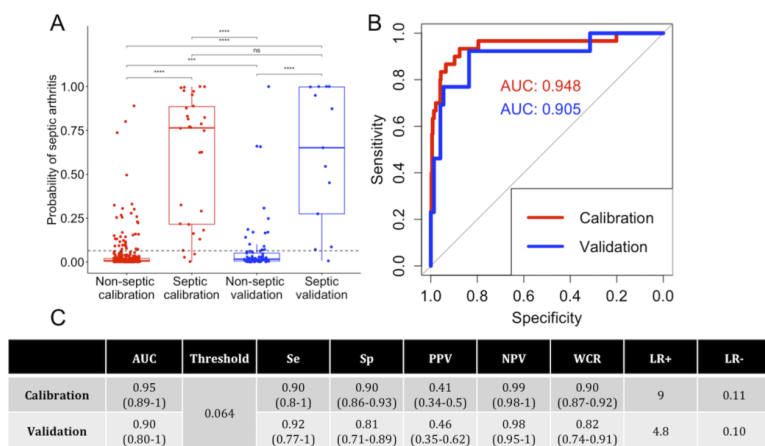 A
****
****
ns
***
****
****
Probability of septic arthritis
1.00
0.75
0.50
0.25
0.00
Non-septic calibration
Septic calibration
Non-septic validation
Septic validation
B
Sensitivity
1.0
0.8
0.6
0.4
0.2
0.0
AUC: 0.948
AUC: 0.905
Calibration
Validation
1.0 0.8 0.6 0.4 0.2 0.0
Specificity
C
AUC Threshold Se Sp PPV NPV WCR LR+ LR-
Calibration 0.95 (0.89-1) 0.064 0.90 (0.8-1) 0.90 (0.86-0.93) 0.41 (0.34-0.5) 0.99 (0.98-1) 0.90 (0.87-0.92) 9 0.11
Validation 0.90 (0.80-1) 0.92 (0.77-1) 0.81 (0.71-0.89) 0.46 (0.35-0.62) 0.98 (0.95-1) 0.82 (0.74-0.91) 4.8 0.10